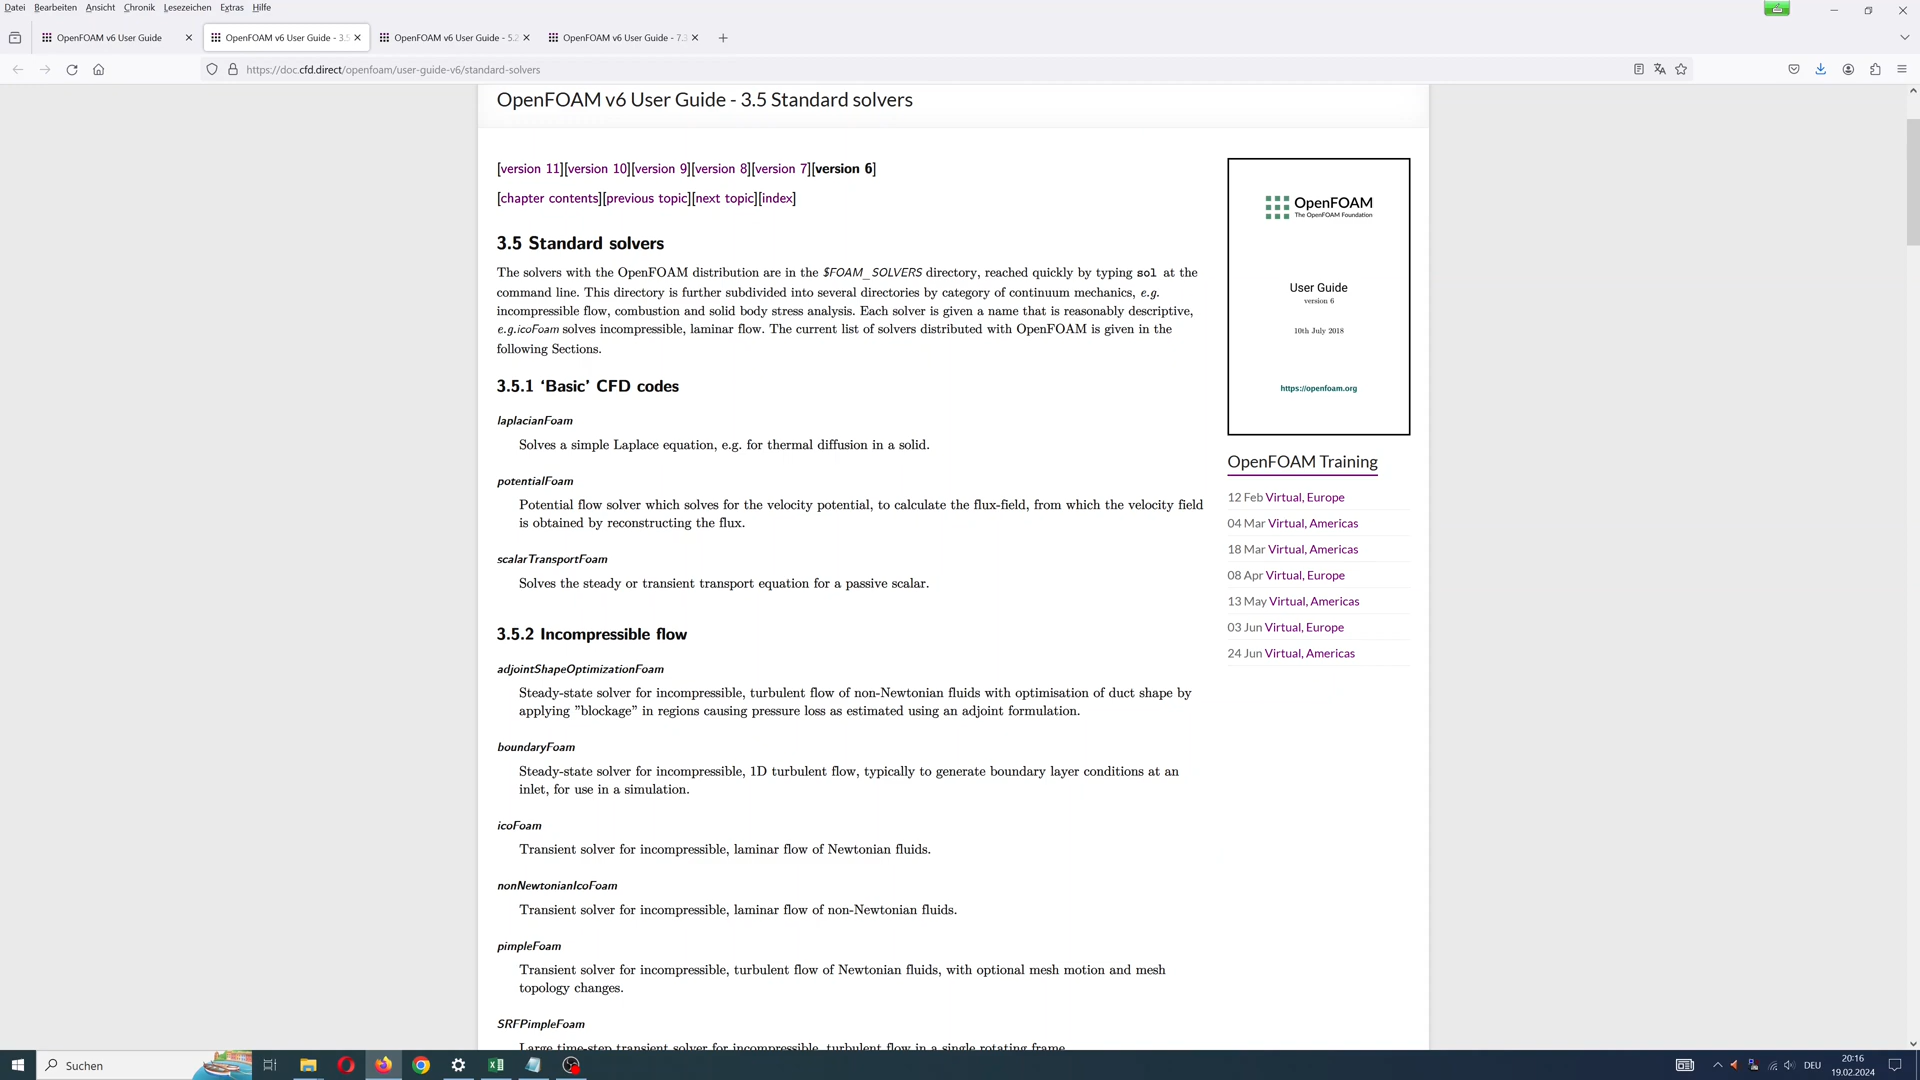 Datei Bearbeiten Ansicht Chronik Lesezeichen Extras Hilfe
OpenFOAM v6 User Guide
OpenFOAM v6 User Guide - 3.5
OpenFOAM v6 User Guide - 5.2
OpenFOAM v6 User Guide - 7.3
https://doc.cfd.direct/openfoam/user-guide-v6/standard-solvers
OpenFOAM v6 User Guide - 3.5 Standard solvers
[version 11][version 10][version 9][version 8][version 7][version 6]
[chapter contents][previous topic][next topic][index]
3.5 Standard solvers
The solvers with the OpenFOAM distribution are in the $FOAM_SOLVERS directory, reached quickly by typing sol at the
command line. This directory is further subdivided into several directories by category of continuum mechanics, e.g.
incompressible flow, combustion and solid body stress analysis. Each solver is given a name that is reasonably descriptive,
e.g.icoFoam solves incompressible, laminar flow. The current list of solvers distributed with OpenFOAM is given in the
following Sections.
3.5.1 ‘Basic’ CFD codes
laplacianFoam
Solves a simple Laplace equation, e.g. for thermal diffusion in a solid.
potentialFoam
Potential flow solver which solves for the velocity potential, to calculate the flux-field, from which the velocity field
is obtained by reconstructing the flux.
scalarTransportFoam
Solves the steady or transient transport equation for a passive scalar.
3.5.2 Incompressible flow
adjointShapeOptimizationFoam
Steady-state solver for incompressible, turbulent flow of non-Newtonian fluids with optimisation of duct shape by
applying ”blockage” in regions causing pressure loss as estimated using an adjoint formulation.
boundaryFoam
Steady-state solver for incompressible, 1D turbulent flow, typically to generate boundary layer conditions at an
inlet, for use in a simulation.
icoFoam
Transient solver for incompressible, laminar flow of Newtonian fluids.
nonNewtonianIcoFoam
Transient solver for incompressible, laminar flow of non-Newtonian fluids.
pimpleFoam
Transient solver for incompressible, turbulent flow of Newtonian fluids, with optional mesh motion and mesh
topology changes.
SRFPimpleFoam
Large time-step transient solver for incompressible, turbulent flow in a single rotating frame.
OpenFOAM
The OpenFOAM Foundation
User Guide
version 6
10th July 2018
https://openfoam.org
OpenFOAM Training
12 Feb Virtual, Europe
04 Mar Virtual, Americas
18 Mar Virtual, Americas
08 Apr Virtual, Europe
13 May Virtual, Americas
03 Jun Virtual, Europe
24 Jun Virtual, Americas
Suchen
DEU
20:16
19.02.2024